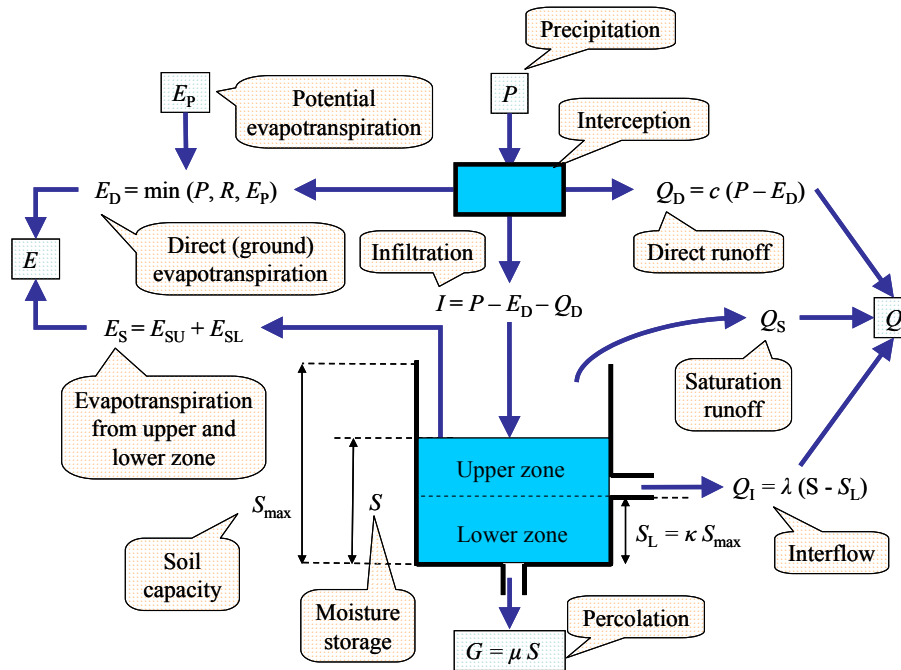 Precipitation
E_P
Potential
evapotranspiration
P
Interception
E_D = min (P, R, E_P)
Q_D = c (P – E_D)
Direct (ground)
evapotranspiration
Infiltration
Direct runoff
E
I = P – E_D – Q_D
E_S = E_SU + E_SL
Q_S
Q
Evapotranspiration
from upper and
lower zone
Saturation
runoff
Upper zone
Q_I = λ (S - S_L)
S_max
S
Lower zone
S_L = κ S_max
Interflow
Soil
capacity
Moisture
storage
Percolation
G = μ S